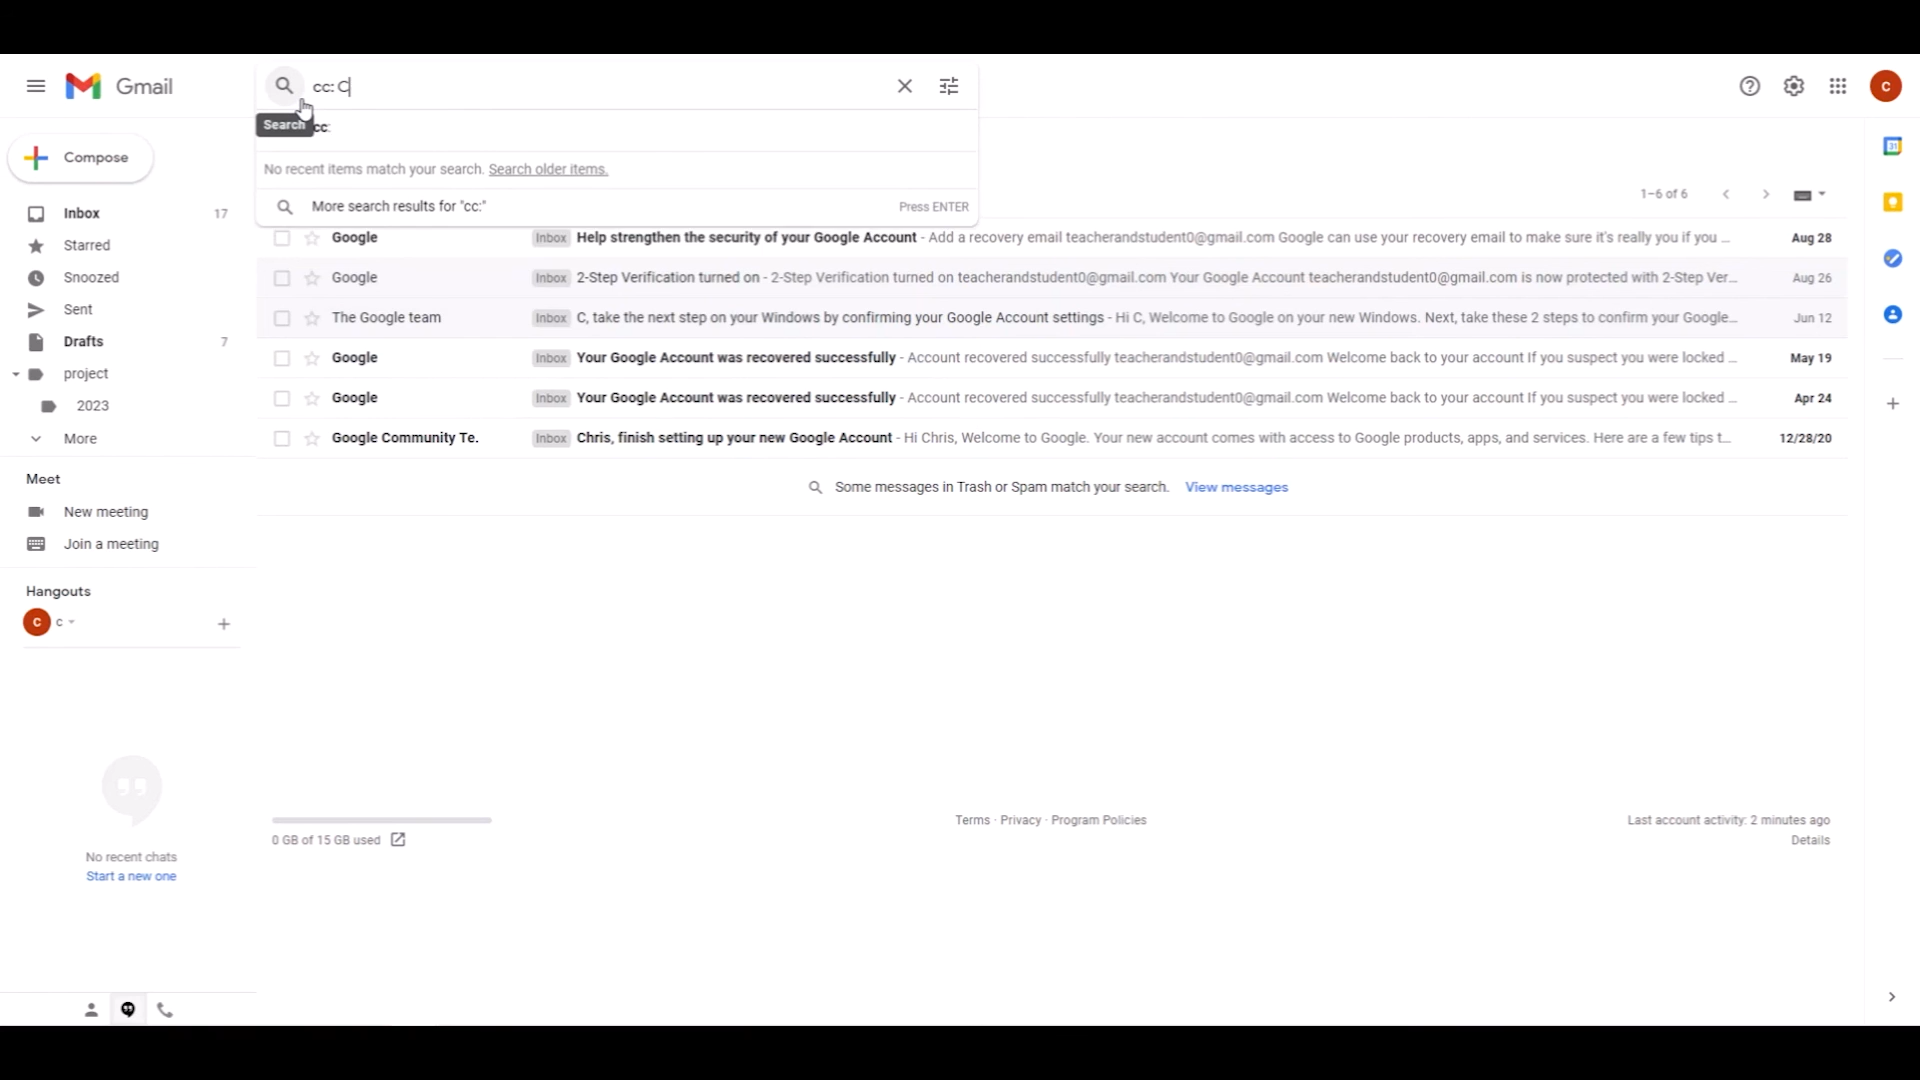 Gmail
cc: C
C
Search
cc:
Compose
No recent items match your search. Search older items.
1–6 of 6
More search results for "cc:"
Press ENTER
Inbox 17
Starred
Snoozed
Sent
Drafts 7
project
2023
More
Google Inbox Help strengthen the security of your Google Account - Add a recovery email teacherandstudent0@gmail.com Google can use your recovery email to make sure it's really you if you ... Aug 28
Google Inbox 2-Step Verification turned on - 2-Step Verification turned on teacherandstudent0@gmail.com Your Google Account teacherandstudent0@gmail.com is now protected with 2-Step Ver... Aug 26
The Google team Inbox C, take the next step on your Windows by confirming your Google Account settings - Hi C, Welcome to Google on your new Windows. Next, take these 2 steps to confirm your Google... Jun 12
Google Inbox Your Google Account was recovered successfully - Account recovered successfully teacherandstudent0@gmail.com Welcome back to your account If you suspect you were locked ... May 19
Google Inbox Your Google Account was recovered successfully - Account recovered successfully teacherandstudent0@gmail.com Welcome back to your account If you suspect you were locked ... Apr 24
Google Community Te. Inbox Chris, finish setting up your new Google Account - Hi Chris, Welcome to Google. Your new account comes with access to Google products, apps, and services. Here are a few tips t... 12/28/20
Some messages in Trash or Spam match your search. View messages
Meet
New meeting
Join a meeting
Hangouts
C c
No recent chats
Start a new one
0 GB of 15 GB used
Terms · Privacy · Program Policies
Last account activity: 2 minutes ago
Details
31